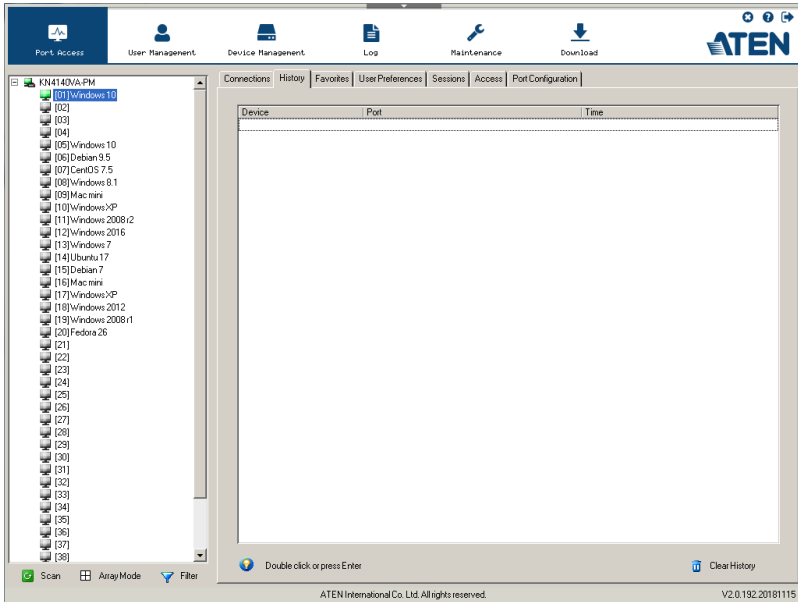 Port Access User Management Device Management Log Maintenance Download
ATEN
Connections History Favorites User Preferences Sessions Access Port Configuration
KN4140VA-PM
[01]Windows 10
[02]
[03]
[04]
[05]Windows 10
[06]Debian 9.5
[07]CentOS 7.5
[08]Windows 8.1
[09]Mac mini
[10]WindowsXP
[11]Windows 2008 r2
[12]Windows 2016
[13]Windows 7
[14]Ubuntu 17
[15]Debian 7
[16]Mac mini
[17]WindowsXP
[18]Windows 2012
[19]Windows 2008 r1
[20]Fedora 26
[21]
[22]
[23]
[24]
[25]
[26]
[27]
[28]
[29]
[30]
[31]
[32]
[33]
[34]
[35]
[36]
[37]
[38]
Device Port Time
Double click or press Enter
Clear History
Scan Array Mode Filter
ATEN International Co. Ltd. All rights reserved.
V2.0.192.20181115